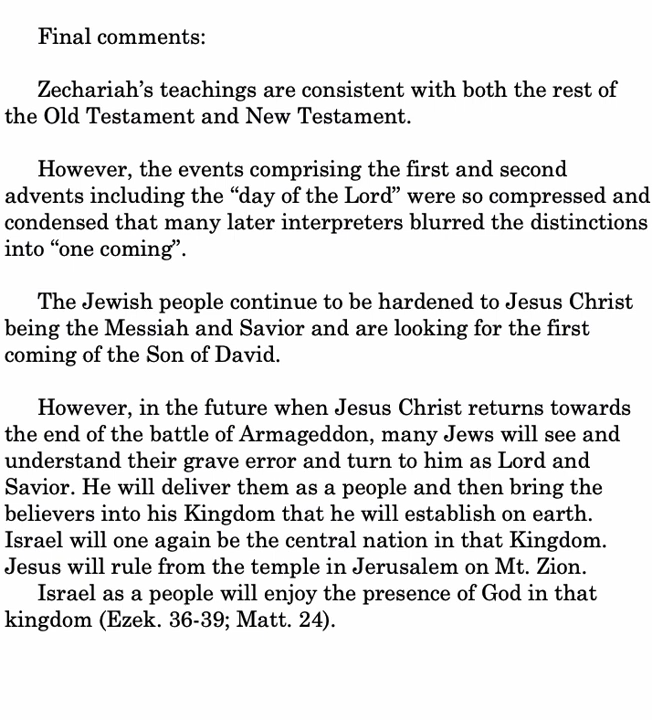 Final comments:
Zechariah’s teachings are consistent with both the rest of
the Old Testament and New Testament.
However, the events comprising the first and second
advents including the “day of the Lord” were so compressed and
condensed that many later interpreters blurred the distinctions
into “one coming”.
The Jewish people continue to be hardened to Jesus Christ
being the Messiah and Savior and are looking for the first
coming of the Son of David.
However, in the future when Jesus Christ returns towards
the end of the battle of Armageddon, many Jews will see and
understand their grave error and turn to him as Lord and
Savior. He will deliver them as a people and then bring the
believers into his Kingdom that he will establish on earth.
Israel will one again be the central nation in that Kingdom.
Jesus will rule from the temple in Jerusalem on Mt. Zion.
Israel as a people will enjoy the presence of God in that
kingdom (Ezek. 36-39; Matt. 24).